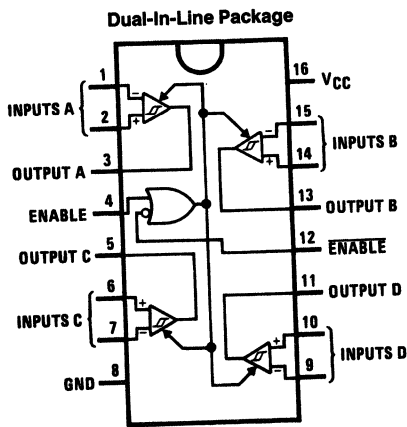 Dual-In-Line Package
1
INPUTS A
2
3
OUTPUT A
4
ENABLE
5
OUTPUT C
6
INPUTS C
7
8
GND
16
VCC
15
INPUTS B
14
13
OUTPUT B
12
ENABLE
11
OUTPUT D
10
INPUTS D
9
−
+
−
+
+
−
+
−